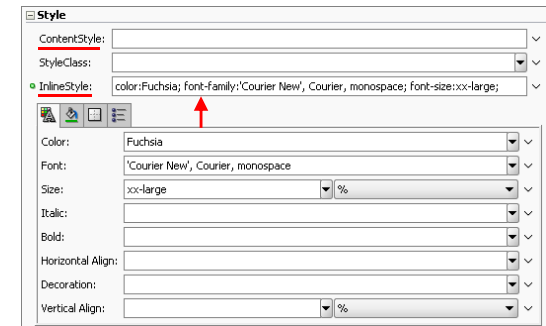 Style
ContentStyle:
StyleClass:
InlineStyle: color:Fuchsia; font-family:'Courier New', Courier, monospace; font-size:xx-large;
Color: Fuchsia
Font: 'Courier New', Courier, monospace
Size: xx-large %
Italic:
Bold:
Horizontal Align:
Decoration:
Vertical Align: %